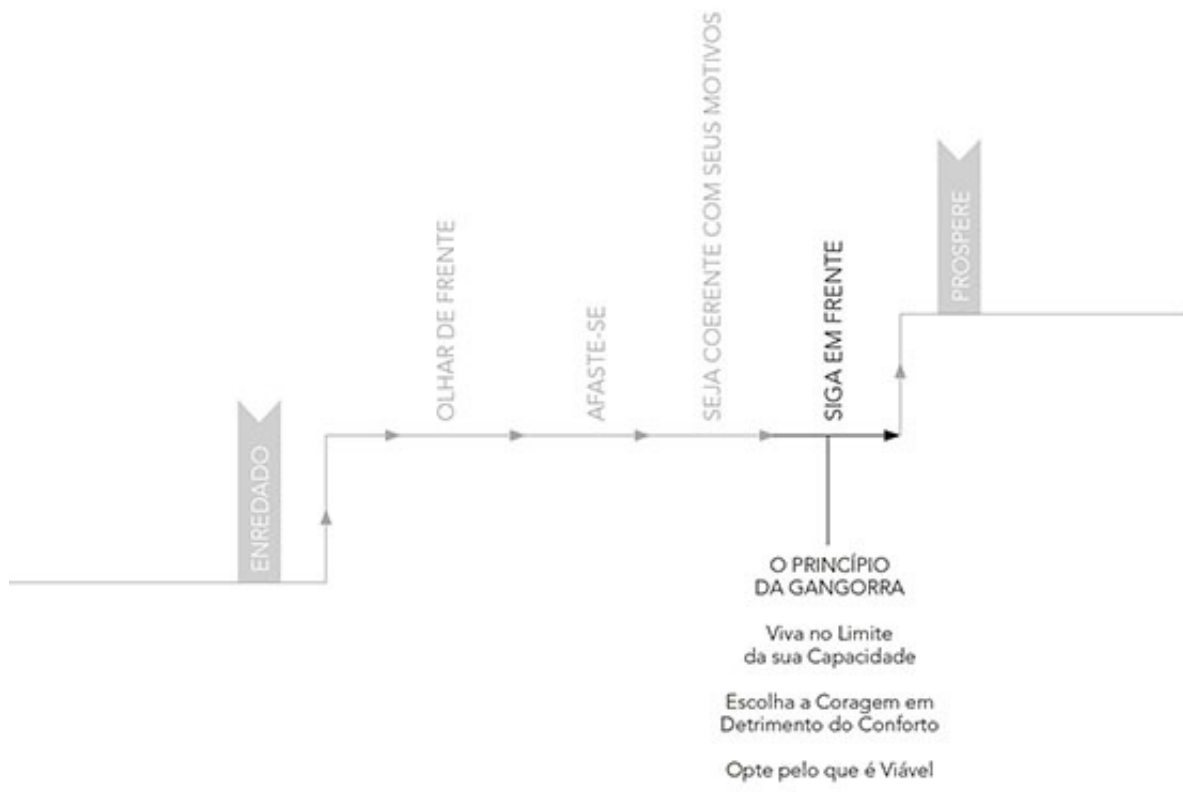 ENREDADO
OLHAR DE FRENTE
AFASTE-SE
SEJA COERENTE COM SEUS MOTIVOS
SIGA EM FRENTE
PROSPERE
O PRINCÍPIO
DA GANGORRA
Viva no Limite
da sua Capacidade
Escolha a Coragem em
Detrimento do Conforto
Opte pelo que é Viável